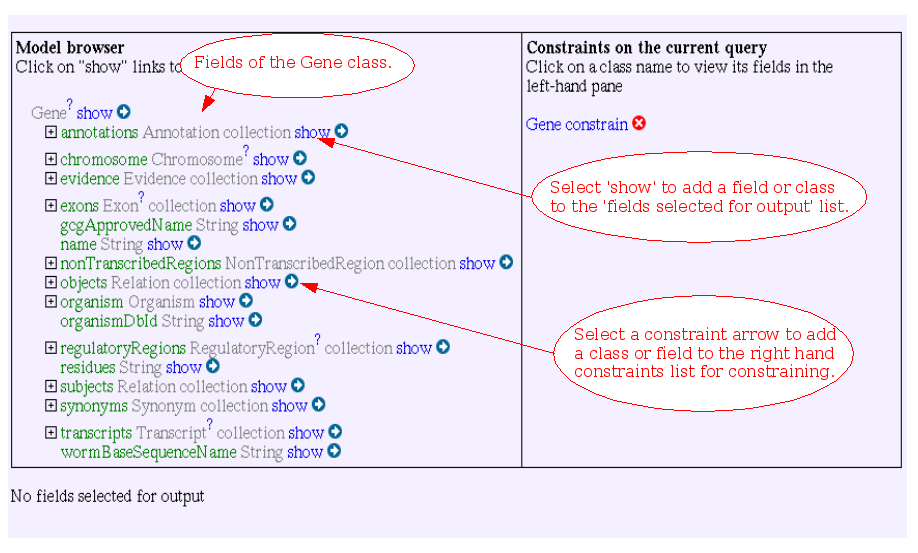 Model browser
Click on "show" links to
Fields of the Gene class.
Gene? show
annotations Annotation collection show
chromosome Chromosome? show
evidence Evidence collection show
exons Exon? collection show
gcgApprovedName String show
name String show
nonTranscribedRegions NonTranscribedRegion collection show
objects Relation collection show
organism Organism show
organismDbId String show
regulatoryRegions RegulatoryRegion? collection show
residues String show
subjects Relation collection show
synonyms Synonym collection show
transcripts Transcript? collection show
wormBaseSequenceName String show
Constraints on the current query
Click on a class name to view its fields in the
left-hand pane
Gene constrain
Select 'show' to add a field or class
to the 'fields selected for output' list.
Select a constraint arrow to add
a class or field to the right hand
constraints list for constraining.
No fields selected for output